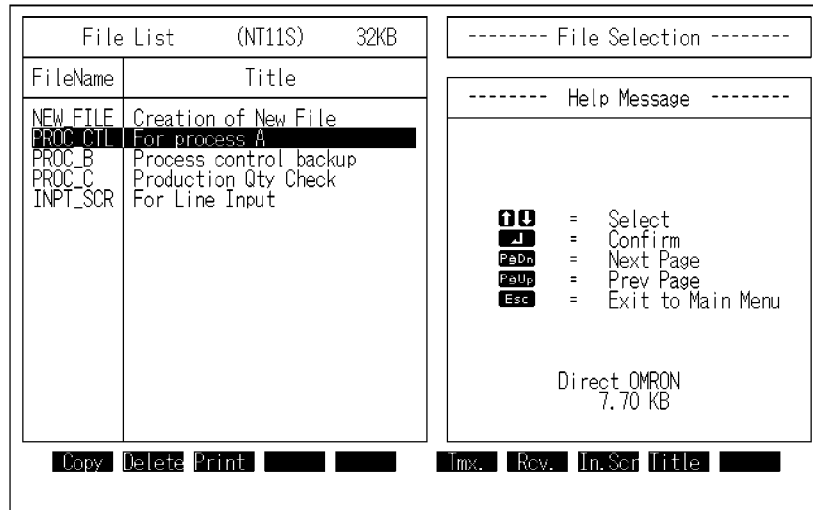 File List (NT11S) 32KB
FileName Title
NEW_FILE Creation of New File
PROC_CTL For process A
PROC_B Process control backup
PROC_C Production Qty Check
INPT_SCR For Line Input
-------- File Selection --------
-------- Help Message --------
↑ ↓ = Select
↵ = Confirm
PgDn = Next Page
PgUp = Prev Page
Esc = Exit to Main Menu
Direct OMRON
7.70 KB
Copy Delete Print Tmx. Rcv. In.Scr Title